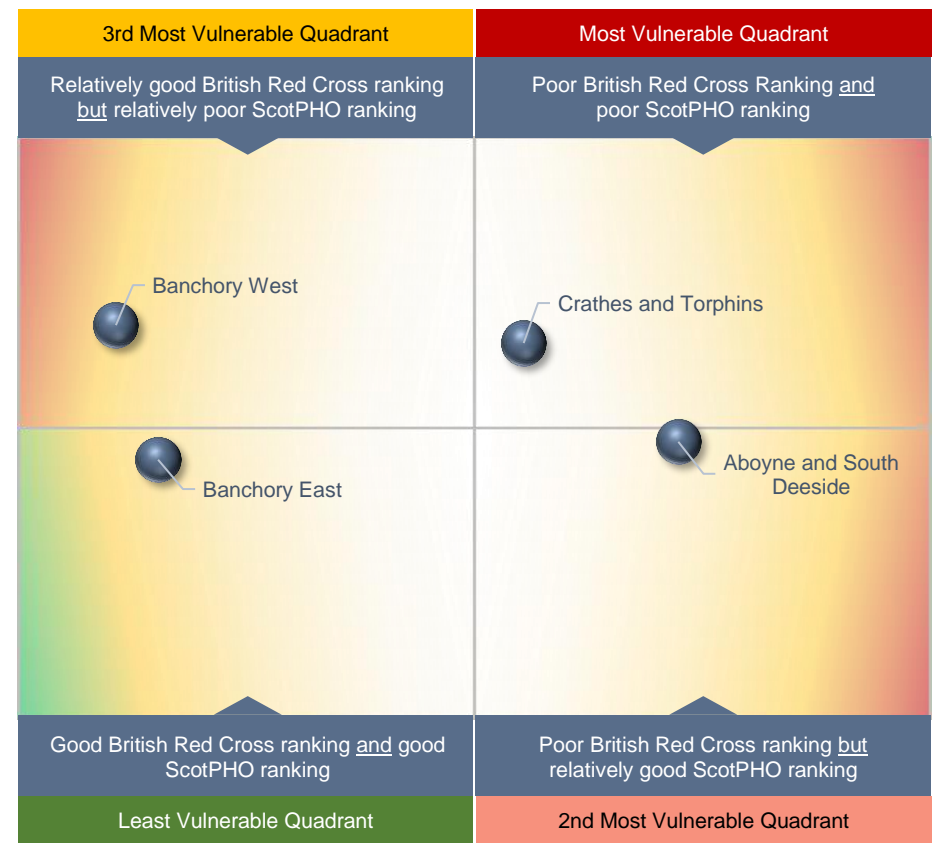 3rd Most Vulnerable Quadrant
Most Vulnerable Quadrant
Relatively good British Red Cross ranking
but relatively poor ScotPHO ranking
Poor British Red Cross Ranking and
poor ScotPHO ranking
Banchory West
Crathes and Torphins
Banchory East
Aboyne and South
Deeside
Good British Red Cross ranking and good
ScotPHO ranking
Poor British Red Cross ranking but
relatively good ScotPHO ranking
Least Vulnerable Quadrant
2nd Most Vulnerable Quadrant